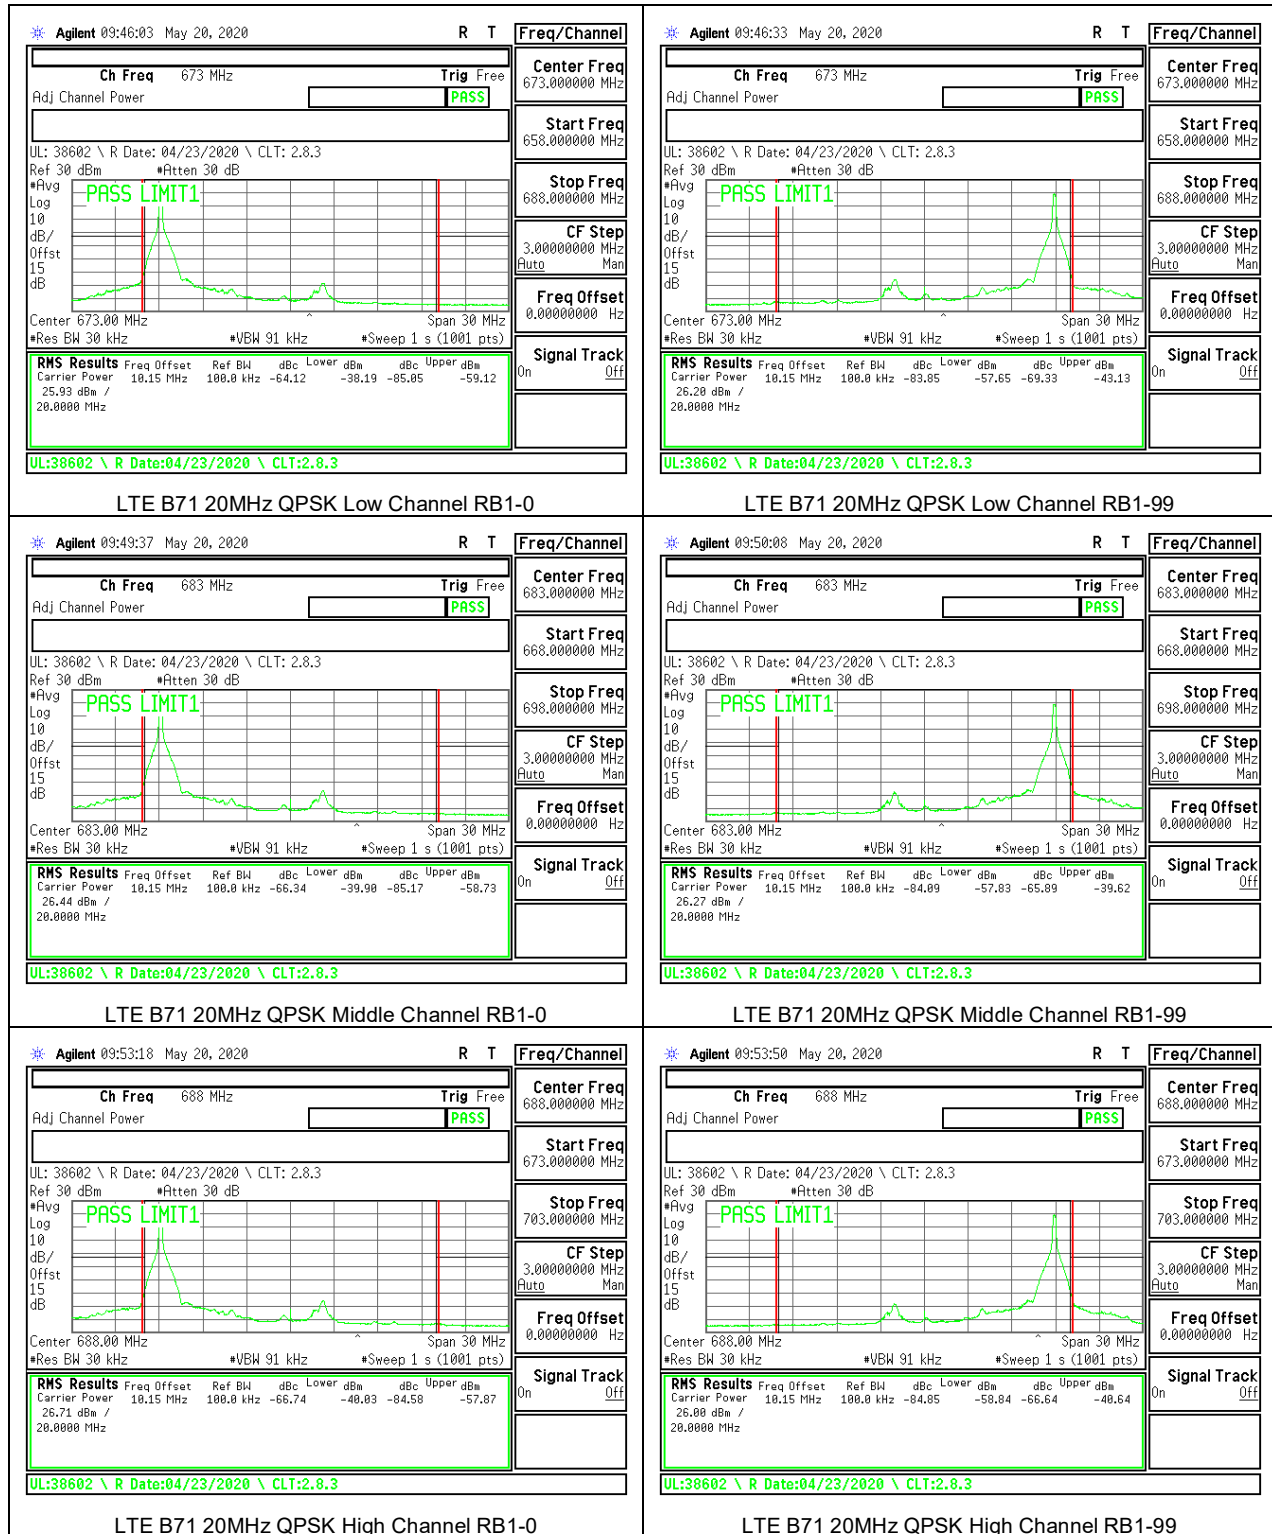 Agilent 09:46:03 May 20, 2020 R T Freq/Channel
Ch Freq 673 MHz Trig Free
Adj Channel Power PASS
UL: 38602 \ R Date: 04/23/2020 \ CLT: 2.8.3
Ref 30 dBm #Atten 30 dB
#Avg
Log
10
dB/
Offst
15
dB
PASS LIMIT1
Center 673.00 MHz Span 30 MHz
#Res BW 30 kHz #VBW 91 kHz #Sweep 1 s (1001 pts)
RMS Results Freq Offset Ref BW dBc Lower dBm dBc Upper dBm
Carrier Power 10.15 MHz 100.0 kHz -64.12 -38.19 -85.05 -59.12
25.93 dBm /
20.0000 MHz
UL:38602 \ R Date:04/23/2020 \ CLT:2.8.3
Center Freq
673.000000 MHz
Start Freq
658.000000 MHz
Stop Freq
688.000000 MHz
CF Step
3.00000000 MHz
Auto Man
Freq Offset
0.00000000 Hz
Signal Track
On Off
LTE B71 20MHz QPSK Low Channel RB1-0
Agilent 09:46:33 May 20, 2020 R T Freq/Channel
Ch Freq 673 MHz Trig Free
Adj Channel Power PASS
UL: 38602 \ R Date: 04/23/2020 \ CLT: 2.8.3
Ref 30 dBm #Atten 30 dB
#Avg
Log
10
dB/
Offst
15
dB
PASS LIMIT1
Center 673.00 MHz Span 30 MHz
#Res BW 30 kHz #VBW 91 kHz #Sweep 1 s (1001 pts)
RMS Results Freq Offset Ref BW dBc Lower dBm dBc Upper dBm
Carrier Power 10.15 MHz 100.0 kHz -83.85 -57.65 -69.33 -43.13
26.20 dBm /
20.0000 MHz
UL:38602 \ R Date:04/23/2020 \ CLT:2.8.3
Center Freq
673.000000 MHz
Start Freq
658.000000 MHz
Stop Freq
688.000000 MHz
CF Step
3.00000000 MHz
Auto Man
Freq Offset
0.00000000 Hz
Signal Track
On Off
LTE B71 20MHz QPSK Low Channel RB1-99
Agilent 09:49:37 May 20, 2020 R T Freq/Channel
Ch Freq 683 MHz Trig Free
Adj Channel Power PASS
UL: 38602 \ R Date: 04/23/2020 \ CLT: 2.8.3
Ref 30 dBm #Atten 30 dB
#Avg
Log
10
dB/
Offst
15
dB
PASS LIMIT1
Center 683.00 MHz Span 30 MHz
#Res BW 30 kHz #VBW 91 kHz #Sweep 1 s (1001 pts)
RMS Results Freq Offset Ref BW dBc Lower dBm dBc Upper dBm
Carrier Power 10.15 MHz 100.0 kHz -66.34 -39.90 -85.17 -58.73
26.44 dBm /
20.0000 MHz
UL:38602 \ R Date:04/23/2020 \ CLT:2.8.3
Center Freq
683.000000 MHz
Start Freq
668.000000 MHz
Stop Freq
698.000000 MHz
CF Step
3.00000000 MHz
Auto Man
Freq Offset
0.00000000 Hz
Signal Track
On Off
LTE B71 20MHz QPSK Middle Channel RB1-0
Agilent 09:50:08 May 20, 2020 R T Freq/Channel
Ch Freq 683 MHz Trig Free
Adj Channel Power PASS
UL: 38602 \ R Date: 04/23/2020 \ CLT: 2.8.3
Ref 30 dBm #Atten 30 dB
#Avg
Log
10
dB/
Offst
15
dB
PASS LIMIT1
Center 683.00 MHz Span 30 MHz
#Res BW 30 kHz #VBW 91 kHz #Sweep 1 s (1001 pts)
RMS Results Freq Offset Ref BW dBc Lower dBm dBc Upper dBm
Carrier Power 10.15 MHz 100.0 kHz -84.09 -57.83 -65.89 -39.62
26.27 dBm /
20.0000 MHz
UL:38602 \ R Date:04/23/2020 \ CLT:2.8.3
Center Freq
683.000000 MHz
Start Freq
668.000000 MHz
Stop Freq
698.000000 MHz
CF Step
3.00000000 MHz
Auto Man
Freq Offset
0.00000000 Hz
Signal Track
On Off
LTE B71 20MHz QPSK Middle Channel RB1-99
Agilent 09:53:18 May 20, 2020 R T Freq/Channel
Ch Freq 688 MHz Trig Free
Adj Channel Power PASS
UL: 38602 \ R Date: 04/23/2020 \ CLT: 2.8.3
Ref 30 dBm #Atten 30 dB
#Avg
Log
10
dB/
Offst
15
dB
PASS LIMIT1
Center 688.00 MHz Span 30 MHz
#Res BW 30 kHz #VBW 91 kHz #Sweep 1 s (1001 pts)
RMS Results Freq Offset Ref BW dBc Lower dBm dBc Upper dBm
Carrier Power 10.15 MHz 100.0 kHz -66.74 -40.03 -84.58 -57.87
26.71 dBm /
20.0000 MHz
UL:38602 \ R Date:04/23/2020 \ CLT:2.8.3
Center Freq
688.000000 MHz
Start Freq
673.000000 MHz
Stop Freq
703.000000 MHz
CF Step
3.00000000 MHz
Auto Man
Freq Offset
0.00000000 Hz
Signal Track
On Off
LTE B71 20MHz QPSK High Channel RB1-0
Agilent 09:53:50 May 20, 2020 R T Freq/Channel
Ch Freq 688 MHz Trig Free
Adj Channel Power PASS
UL: 38602 \ R Date: 04/23/2020 \ CLT: 2.8.3
Ref 30 dBm #Atten 30 dB
#Avg
Log
10
dB/
Offst
15
dB
PASS LIMIT1
Center 688.00 MHz Span 30 MHz
#Res BW 30 kHz #VBW 91 kHz #Sweep 1 s (1001 pts)
RMS Results Freq Offset Ref BW dBc Lower dBm dBc Upper dBm
Carrier Power 10.15 MHz 100.0 kHz -84.85 -58.84 -66.64 -40.64
26.00 dBm /
20.0000 MHz
UL:38602 \ R Date:04/23/2020 \ CLT:2.8.3
Center Freq
688.000000 MHz
Start Freq
673.000000 MHz
Stop Freq
703.000000 MHz
CF Step
3.00000000 MHz
Auto Man
Freq Offset
0.00000000 Hz
Signal Track
On Off
LTE B71 20MHz QPSK High Channel RB1-99